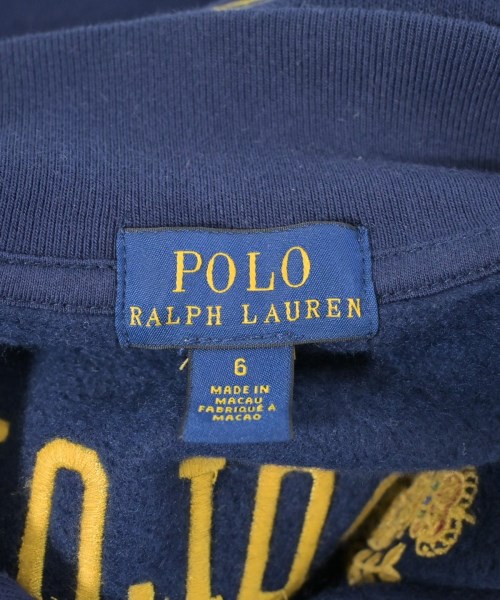 POLO
RALPH LAUREN
6
MADE IN
MACAU
FABRIQUÉ À
MACAO